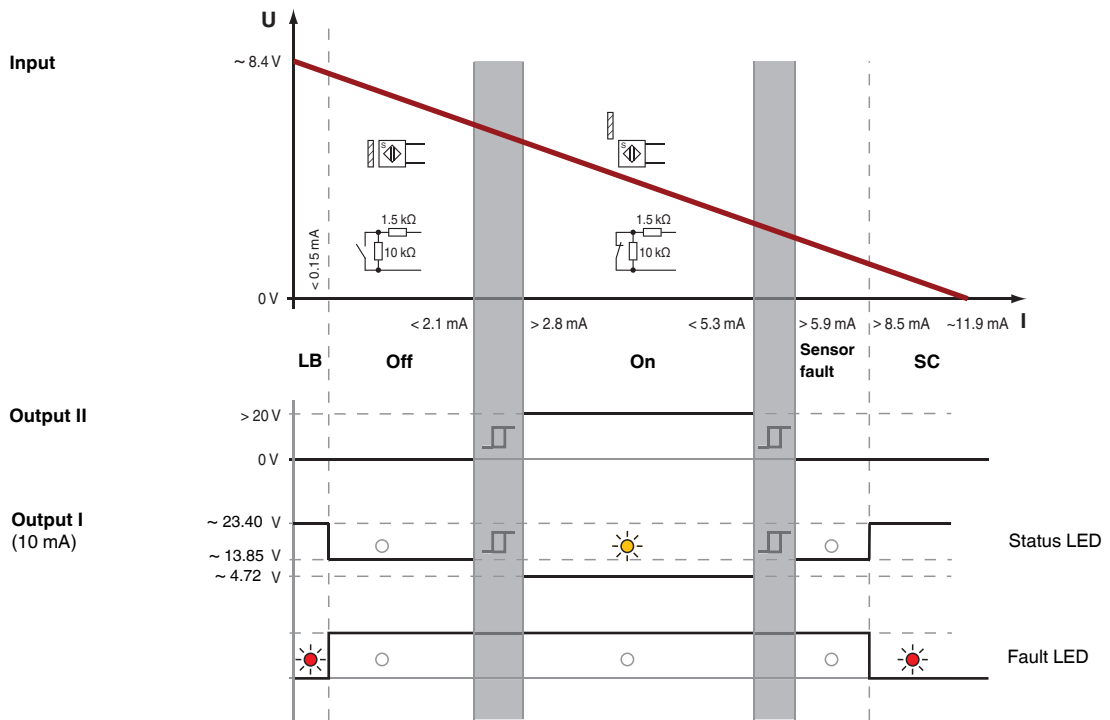 U
Input
~ 8.4 V
S
S
1.5 kΩ
10 kΩ
1.5 kΩ
10 kΩ
< 0.15 mA
0 V
< 2.1 mA
> 2.8 mA
< 5.3 mA
> 5.9 mA
> 8.5 mA
~11.9 mA
I
LB
Off
On
Sensor
fault
SC
Output II
> 20 V
0 V
Output I
(10 mA)
~ 23.40 V
~ 13.85 V
~ 4.72 V
Status LED
Fault LED